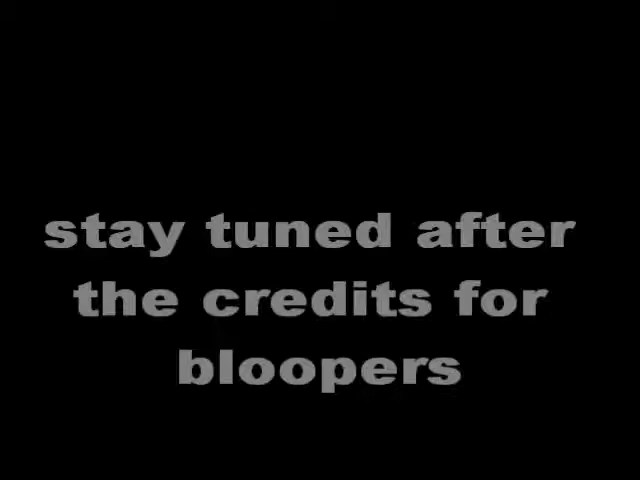 stay tuned after
the credits for
bloopers